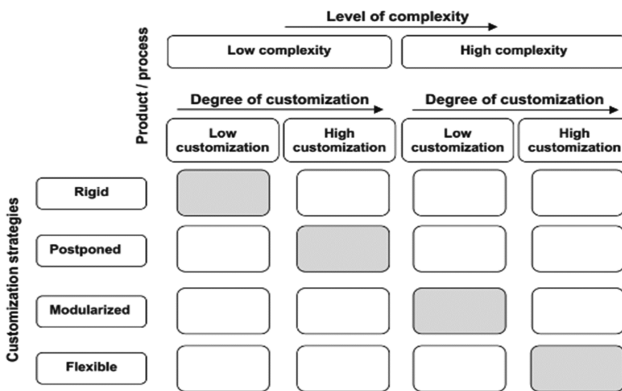 Level of complexity
Product / process
Low complexity
High complexity
Degree of customization
Degree of customization
Low
customization
High
customization
Low
customization
High
customization
Customization strategies
Rigid
Postponed
Modularized
Flexible